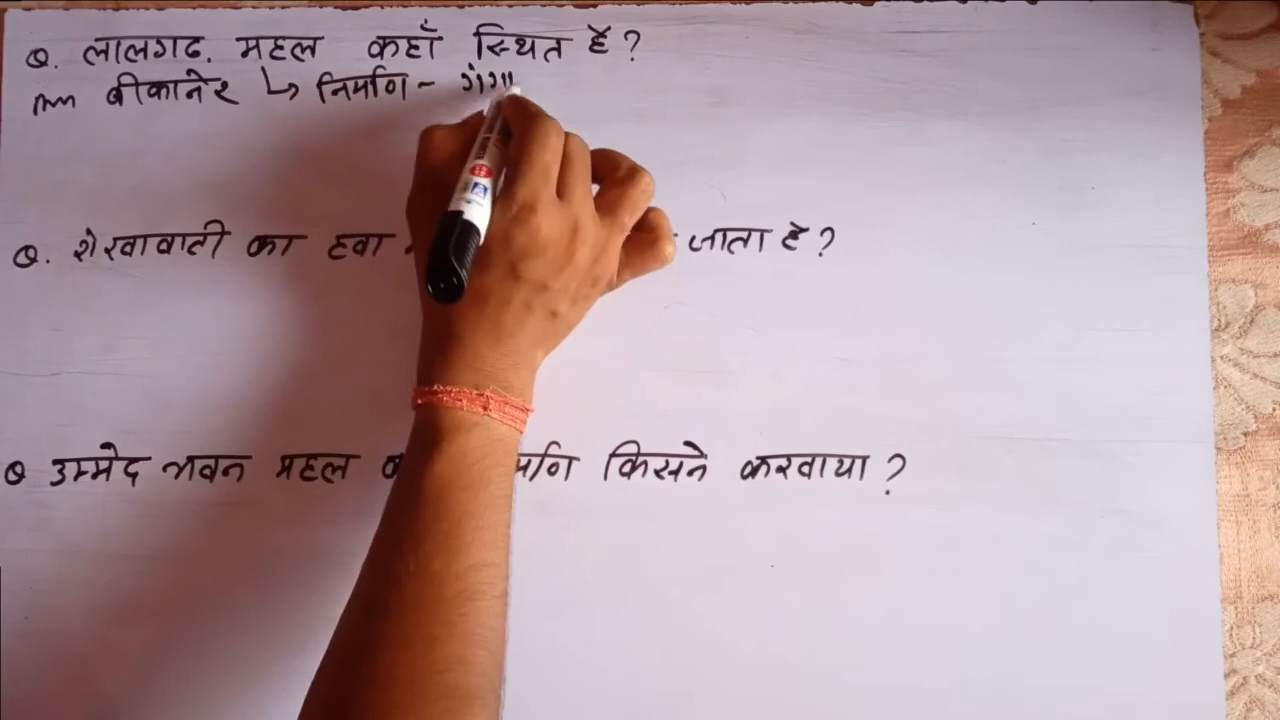 Q. लालगढ. महल कहाँ स्थित है?
बीकानेर ↳ निर्माण - गंगा
Q. शेखावाटी का हवा जाता है?
Q उम्मेद भवन महल किसने करवाया?